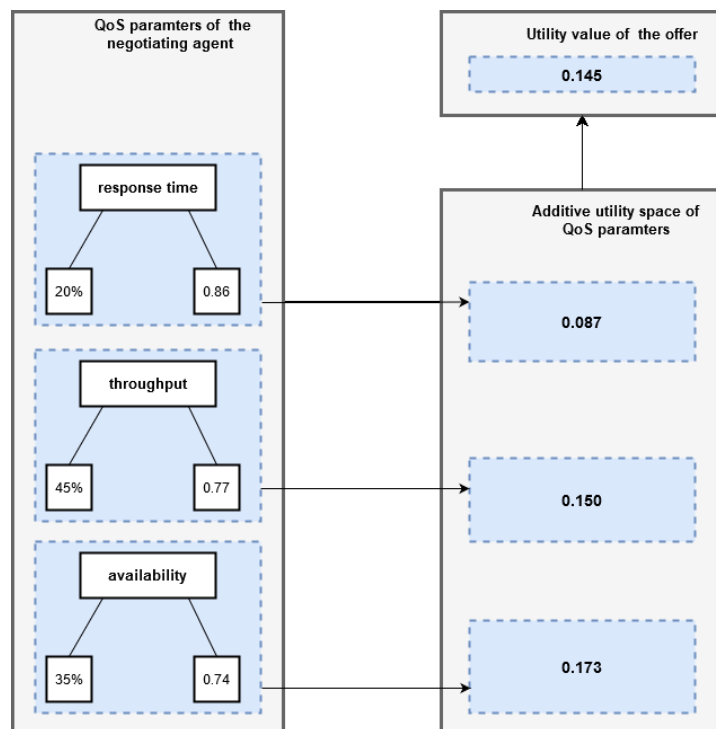 QoS paramters of the
negotiating agent
response time
20%
0.86
throughput
45%
0.77
availability
35%
0.74
Utility value of the offer
0.145
Additive utility space of
QoS paramters
0.087
0.150
0.173